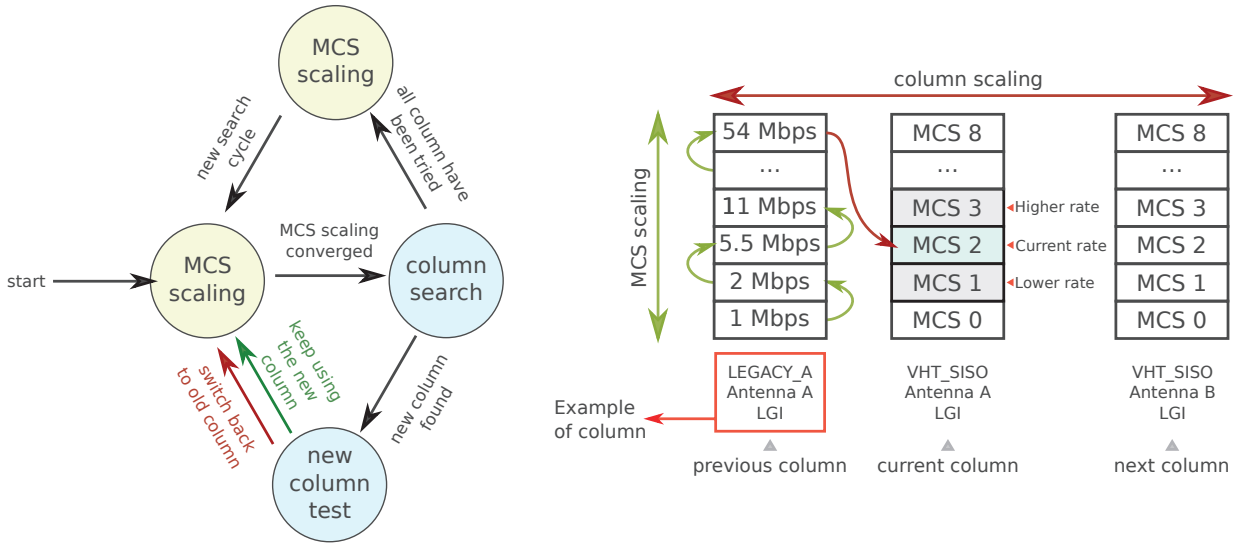 MCS
scaling
new search
cycle
all column have
been tried
start
MCS
scaling
MCS scaling
converged
column
search
keep using
the new
column
switch back
to old column
new column
found
new
column
test
column scaling
MCS scaling
54 Mbps
...
11 Mbps
5.5 Mbps
2 Mbps
1 Mbps
MCS 8
...
MCS 3
MCS 2
MCS 1
MCS 0
Higher rate
Current rate
Lower rate
MCS 8
...
MCS 3
MCS 2
MCS 1
MCS 0
LEGACY_A
Antenna A
LGI
VHT_SISO
Antenna A
LGI
VHT_SISO
Antenna B
LGI
Example
of column
previous column
current column
next column